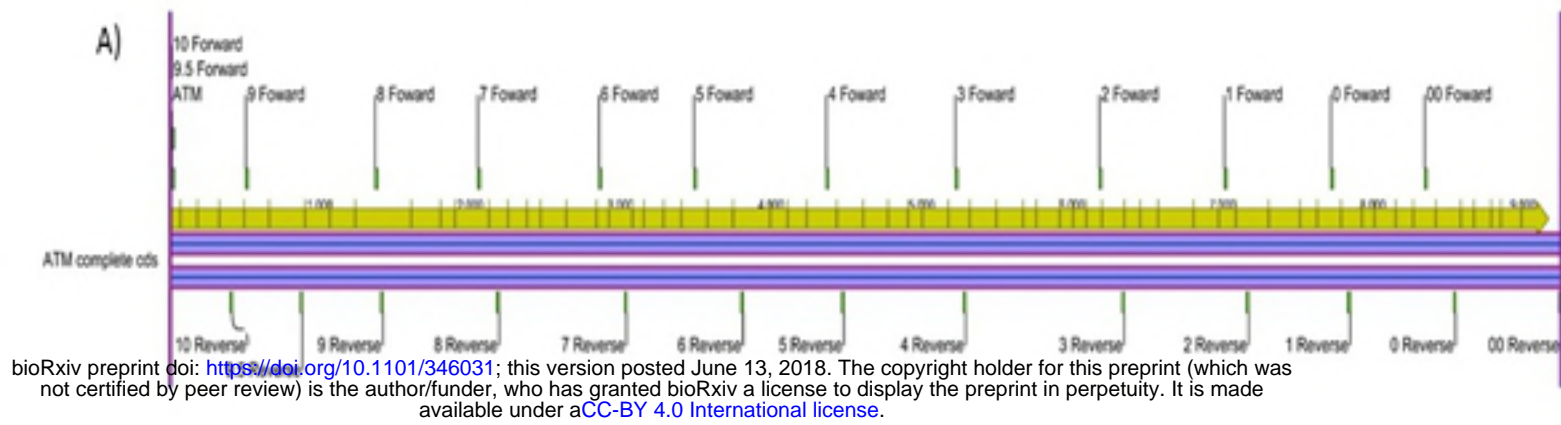 A)
10 Forward
9.5 Forward
ATM 9 Foward 8 Foward 7 Foward 6 Foward 5 Foward 4 Foward 3 Foward 2 Foward 1 Foward 0 Foward 00 Foward
1,000 2,000 3,000 4,000 5,000 6,000 7,000 8,000 9,000
ATM complete cds
10 Reverse 9 Reverse 8 Reverse 7 Reverse 6 Reverse 5 Reverse 4 Reverse 3 Reverse 2 Reverse 1 Reverse 0 Reverse 00 Reverse
bioRxiv preprint doi: https://doi.org/10.1101/346031; this version posted June 13, 2018. The copyright holder for this preprint (which was
not certified by peer review) is the author/funder, who has granted bioRxiv a license to display the preprint in perpetuity. It is made
available under aCC-BY 4.0 International license.